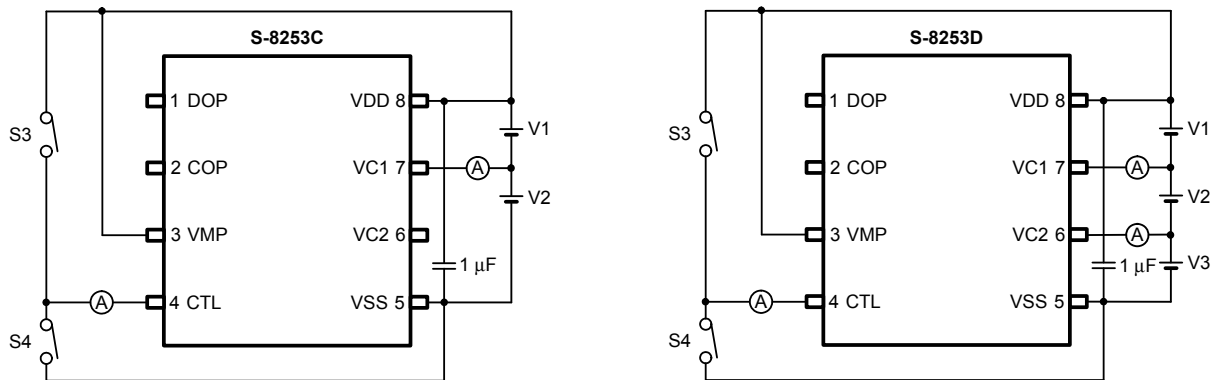 S-8253C
1 DOP
VDD 8
S3
V1
2 COP
VC1 7
A
V2
3 VMP
VC2 6
1 μF
A
4 CTL
VSS 5
S4
S-8253D
1 DOP
VDD 8
S3
V1
2 COP
VC1 7
A
V2
3 VMP
VC2 6
A
1 μF
V3
A
4 CTL
VSS 5
S4